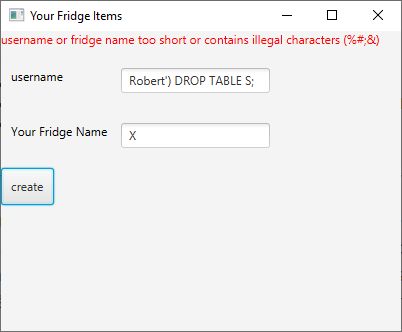 Your Fridge Items
username or fridge name too short or contains illegal characters (%#;&)
username
Robert') DROP TABLE S;
Your Fridge Name
X
create